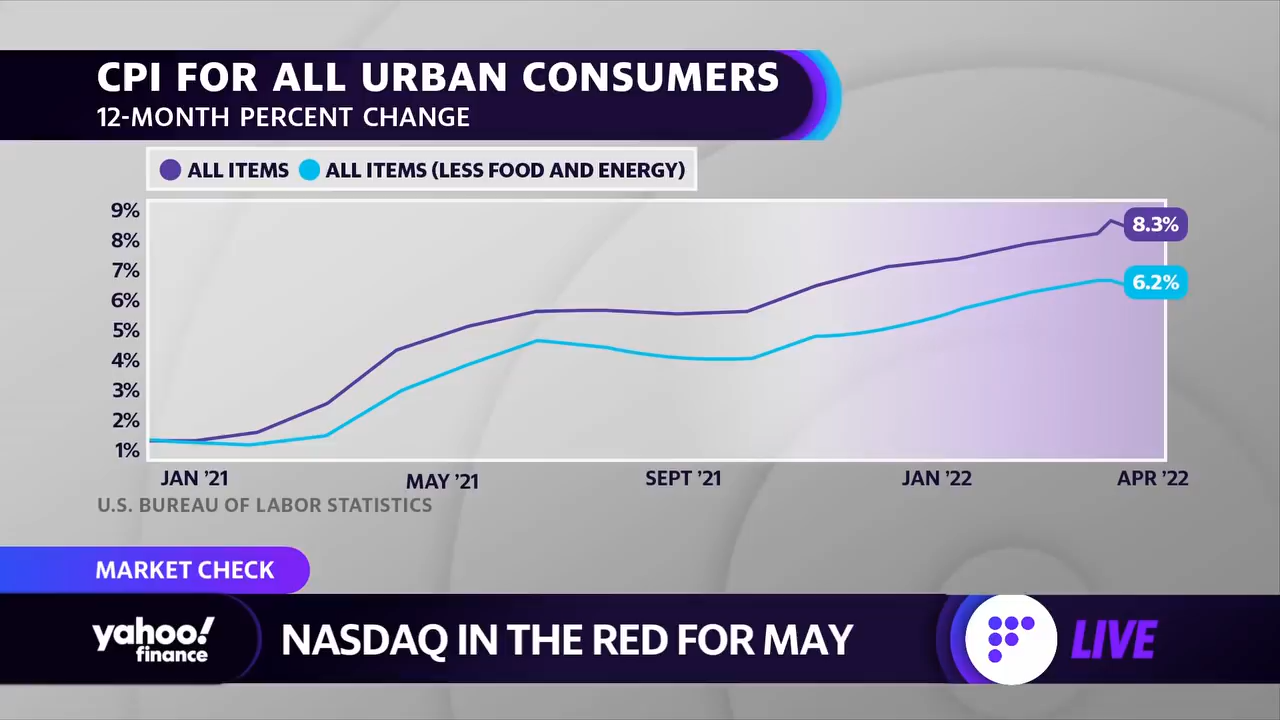 CPI FOR ALL URBAN CONSUMERS
12-MONTH PERCENT CHANGE
ALL ITEMS ALL ITEMS (LESS FOOD AND ENERGY)
9%
8%
7%
6%
5%
4%
3%
2%
1%
8.3%
6.2%
JAN ’21 MAY ’21 SEPT ’21 JAN ’22 APR ’22
U.S. BUREAU OF LABOR STATISTICS
MARKET CHECK
yahoo!
finance
NASDAQ IN THE RED FOR MAY
LIVE